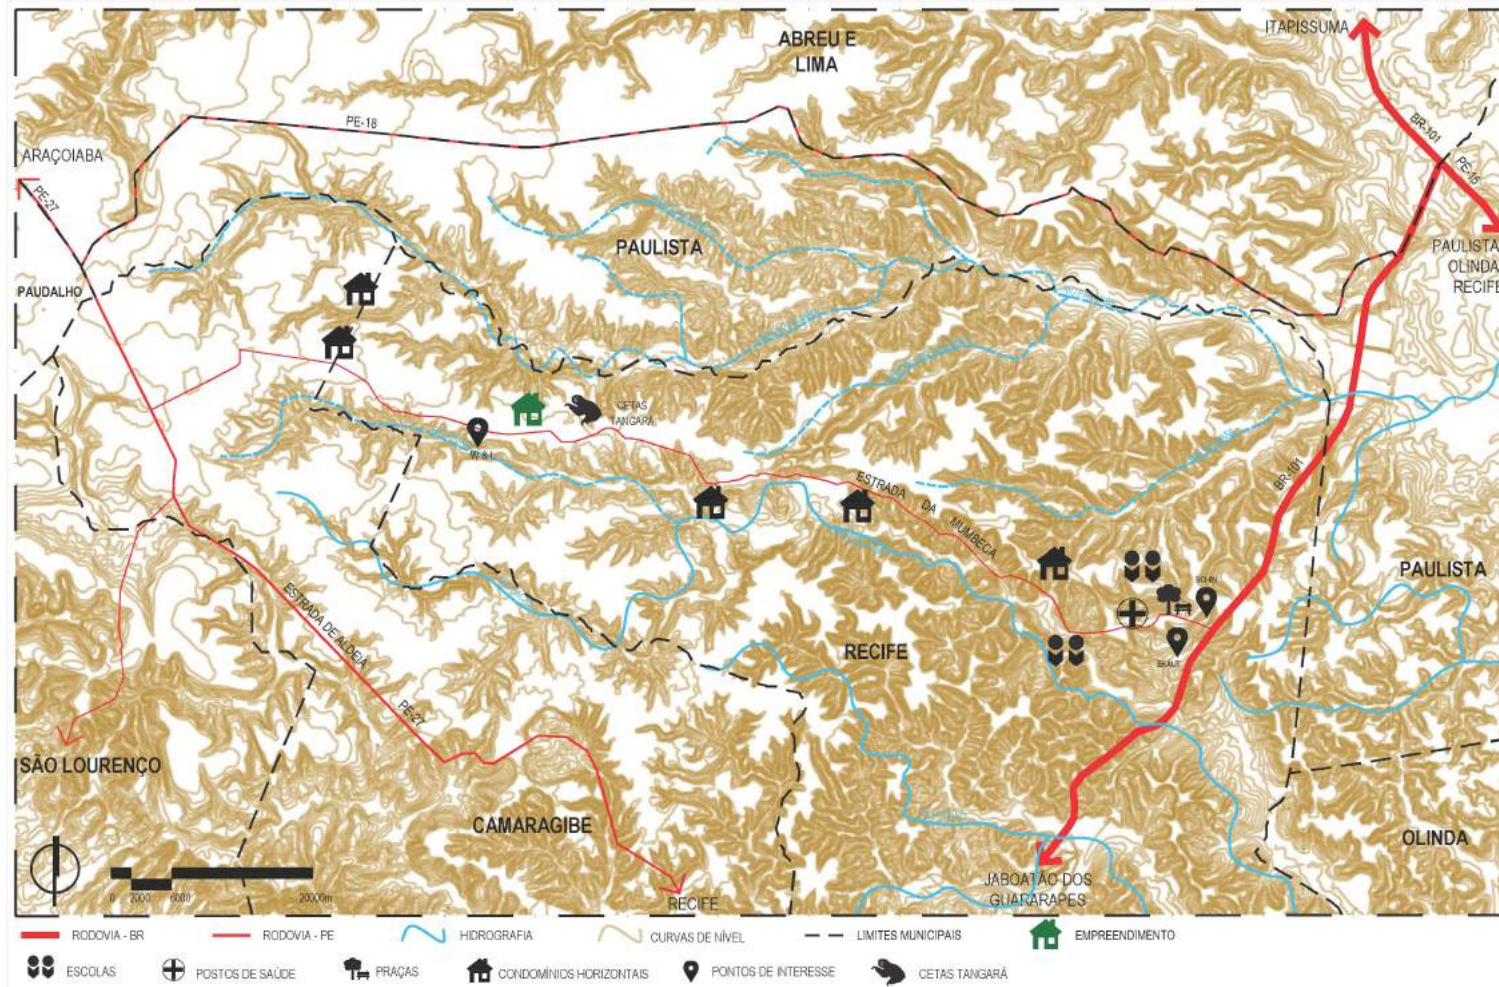 ABREU E
LIMA
ITAPISSUMA
BR-101
PE-15
PE-18
ARAÇOIABA
PE-27
PAULISTA
PAULISTA
OLINDA
RECIFE
PAUDALHO
CETAS
TANGARÁ
ESTRADA DA MUMBECA
BR-101
SCHIN
EKAUT
PAULISTA
RECIFE
ESTRADA DE ALDEIA
PE-27
SÃO LOURENÇO
CAMARAGIBE
OLINDA
JABOATÃO DOS
GUARARAPES
RECIFE
0 2000 6000 20000m
RODOVIA - BR RODOVIA - PE HIDROGRAFIA CURVAS DE NÍVEL LIMITES MUNICIPAIS EMPREENDIMENTO
ESCOLAS POSTOS DE SAÚDE PRAÇAS CONDOMÍNIOS HORIZONTAIS PONTOS DE INTERESSE CETAS TANGARÁ